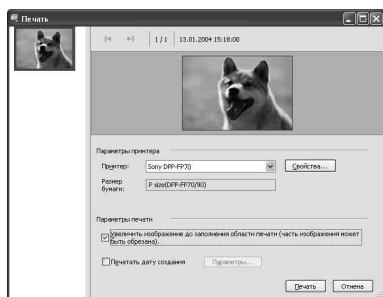 Печать
1 / 1 13.01.2004 15:18:00
Параметры принтера
Принтер: Sony DPP-FP70 Свойства...
Размер бумаги: P size(DPP-FP70/90)
Параметры печати
Увеличить изображение до заполнения области печати (часть изображения может
быть обрезана).
Печатать дату создания Параметры...
Печать Отмена